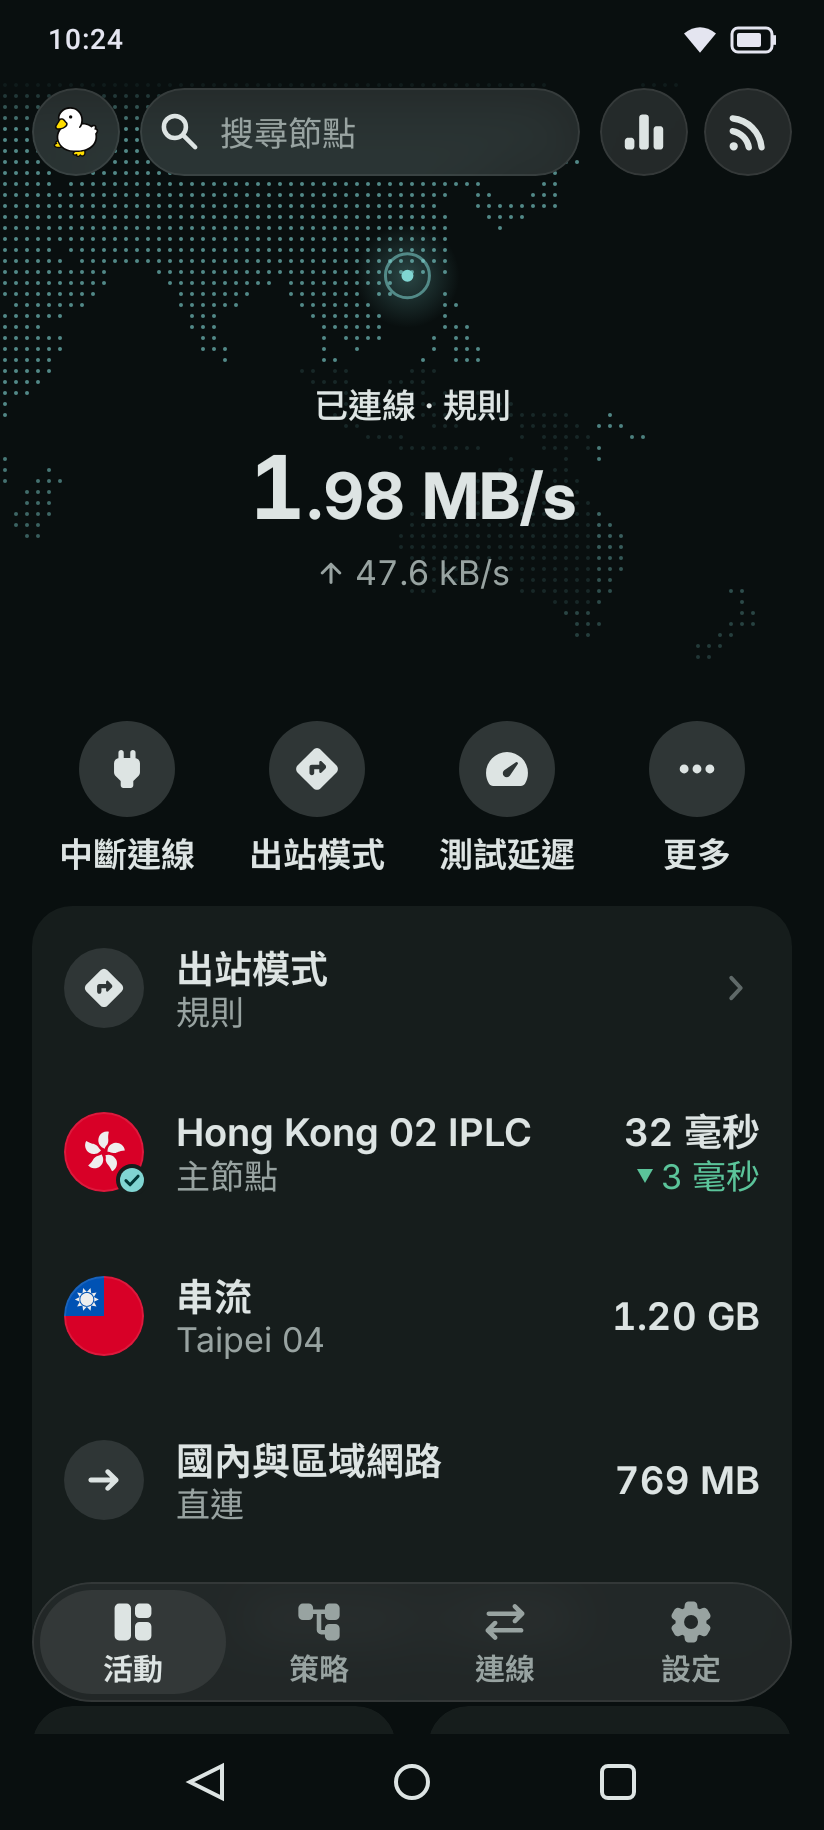 10:24
搜尋節點
已連線 · 規則
1.98 MB/s
↑ 47.6 kB/s
中斷連線
出站模式
測試延遲
更多
出站模式
規則
Hong Kong 02 IPLC
32 毫秒
主節點
▼3 毫秒
串流
Taipei 04
1.20 GB
國內與區域網路
直連
769 MB
活動
策略
連線
設定